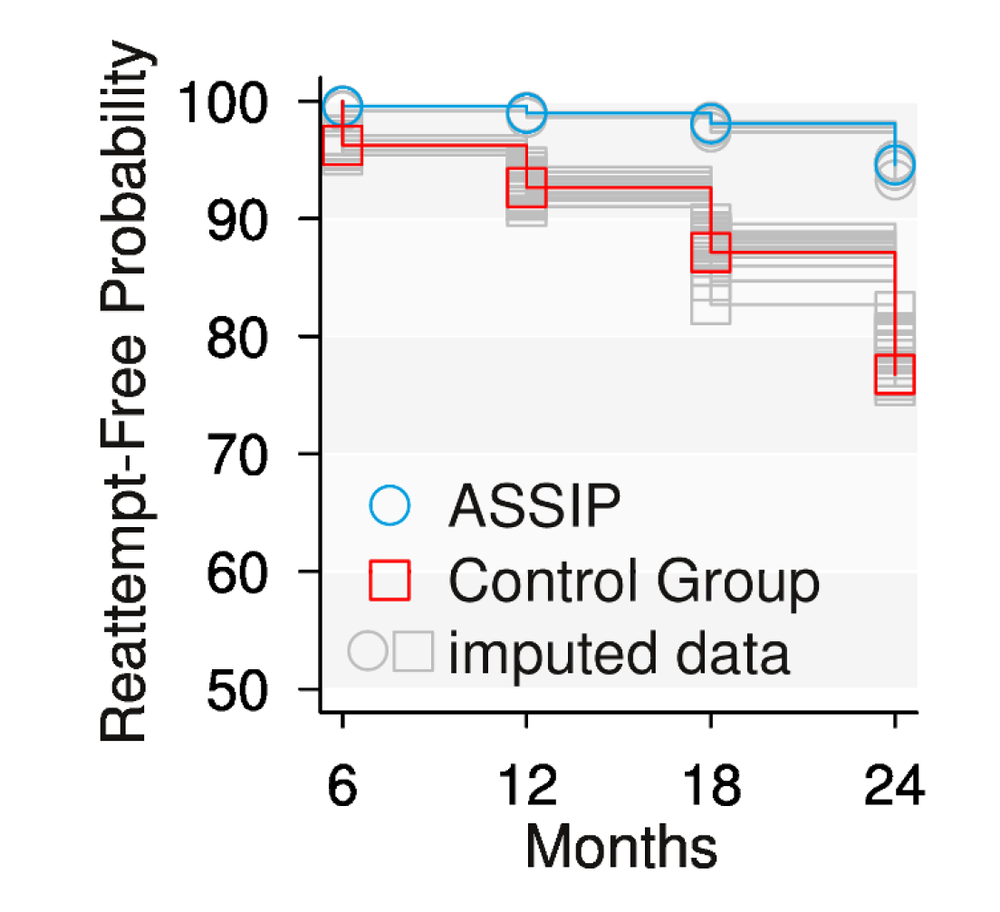 Reattempt-Free Probability
100
90
80
70
60
50
ASSIP
Control Group
imputed data
6 12 18 24
Months